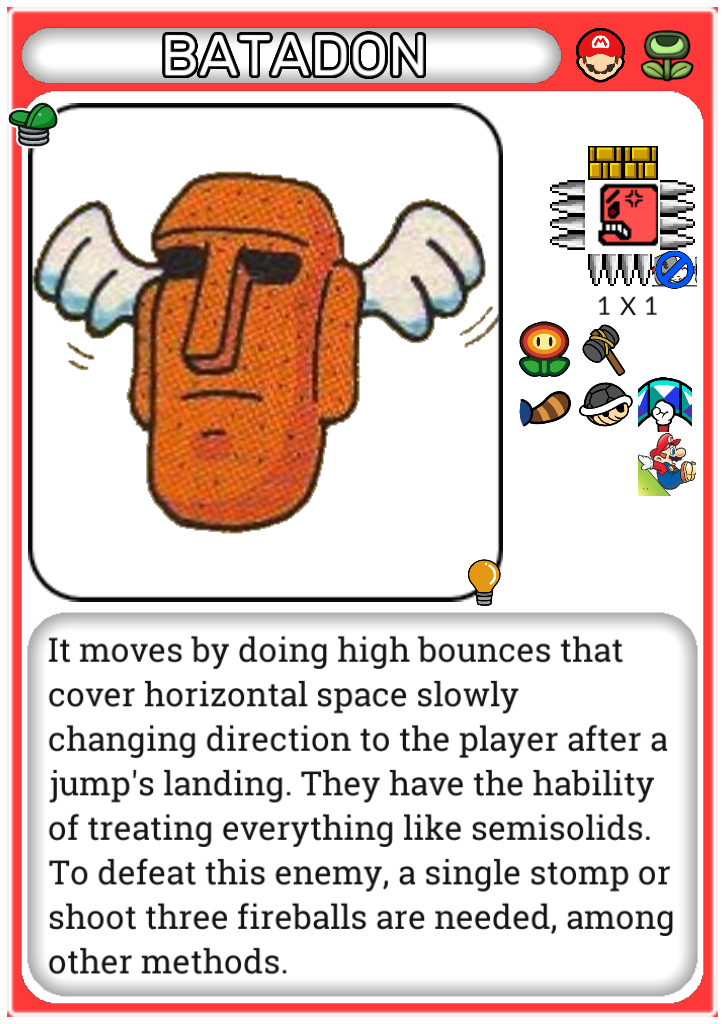 BATADON
M
1 X 1
It moves by doing high bounces that
cover horizontal space slowly
changing direction to the player after a
jump's landing. They have the hability
of treating everything like semisolids.
To defeat this enemy, a single stomp or
shoot three fireballs are needed, among
other methods.